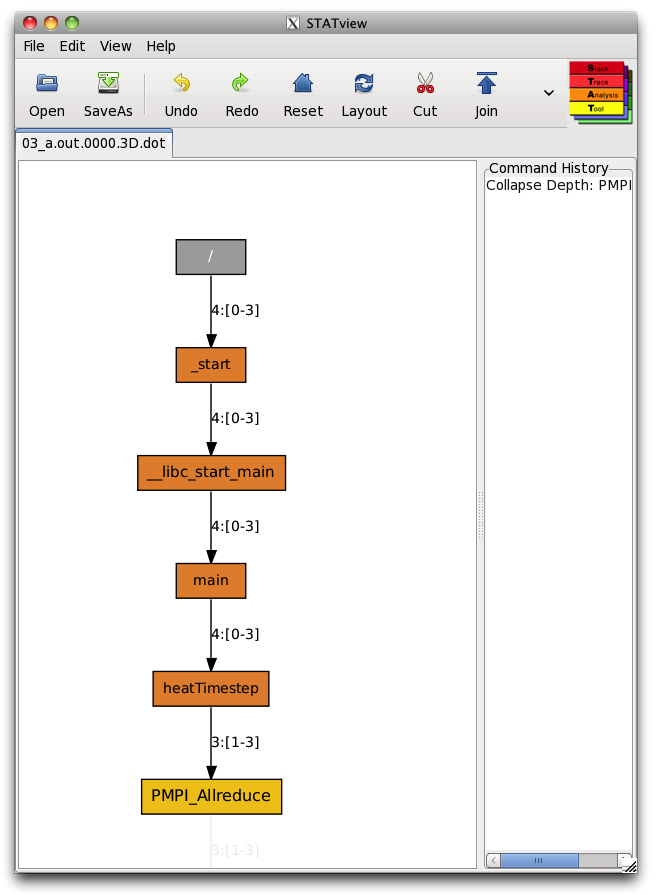 STATview
File Edit View Help
Open SaveAs Undo Redo Reset Layout Cut Join
Stack
Trace
Analysis
Tool
03_a.out.0000.3D.dot
Command History
Collapse Depth: PMPI
/
4:[0-3]
_start
4:[0-3]
__libc_start_main
4:[0-3]
main
4:[0-3]
heatTimestep
3:[1-3]
PMPI_Allreduce
3:[1-3]